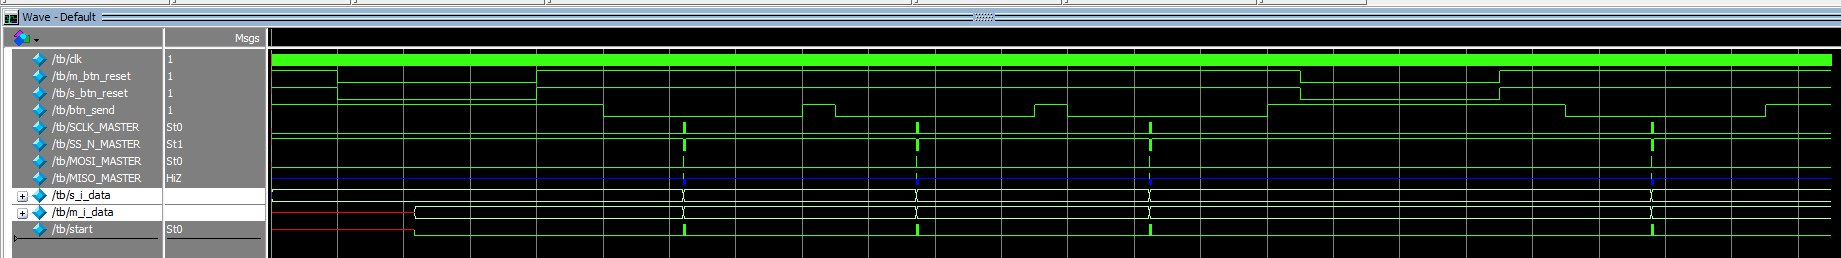 Wave - Default
Msgs
/tb/clk 1
/tb/m_btn_reset 1
/tb/s_btn_reset 1
/tb/btn_send 1
/tb/SCLK_MASTER St0
/tb/SS_N_MASTER St1
/tb/MOSI_MASTER St0
/tb/MISO_MASTER HiZ
/tb/s_i_data
/tb/m_i_data
/tb/start St0